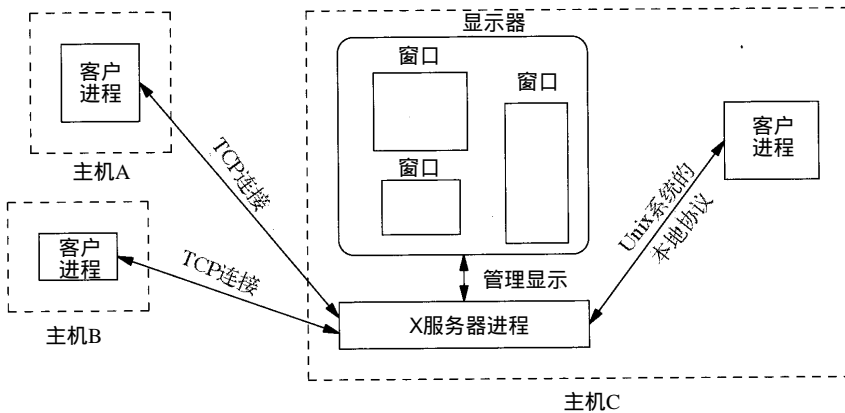 客户
进程
主机A
客户
进程
主机B
TCP连接
TCP连接
显示器
窗口
窗口
窗口
管理显示
X服务器进程
Unix系统的
本地协议
客户
进程
主机C